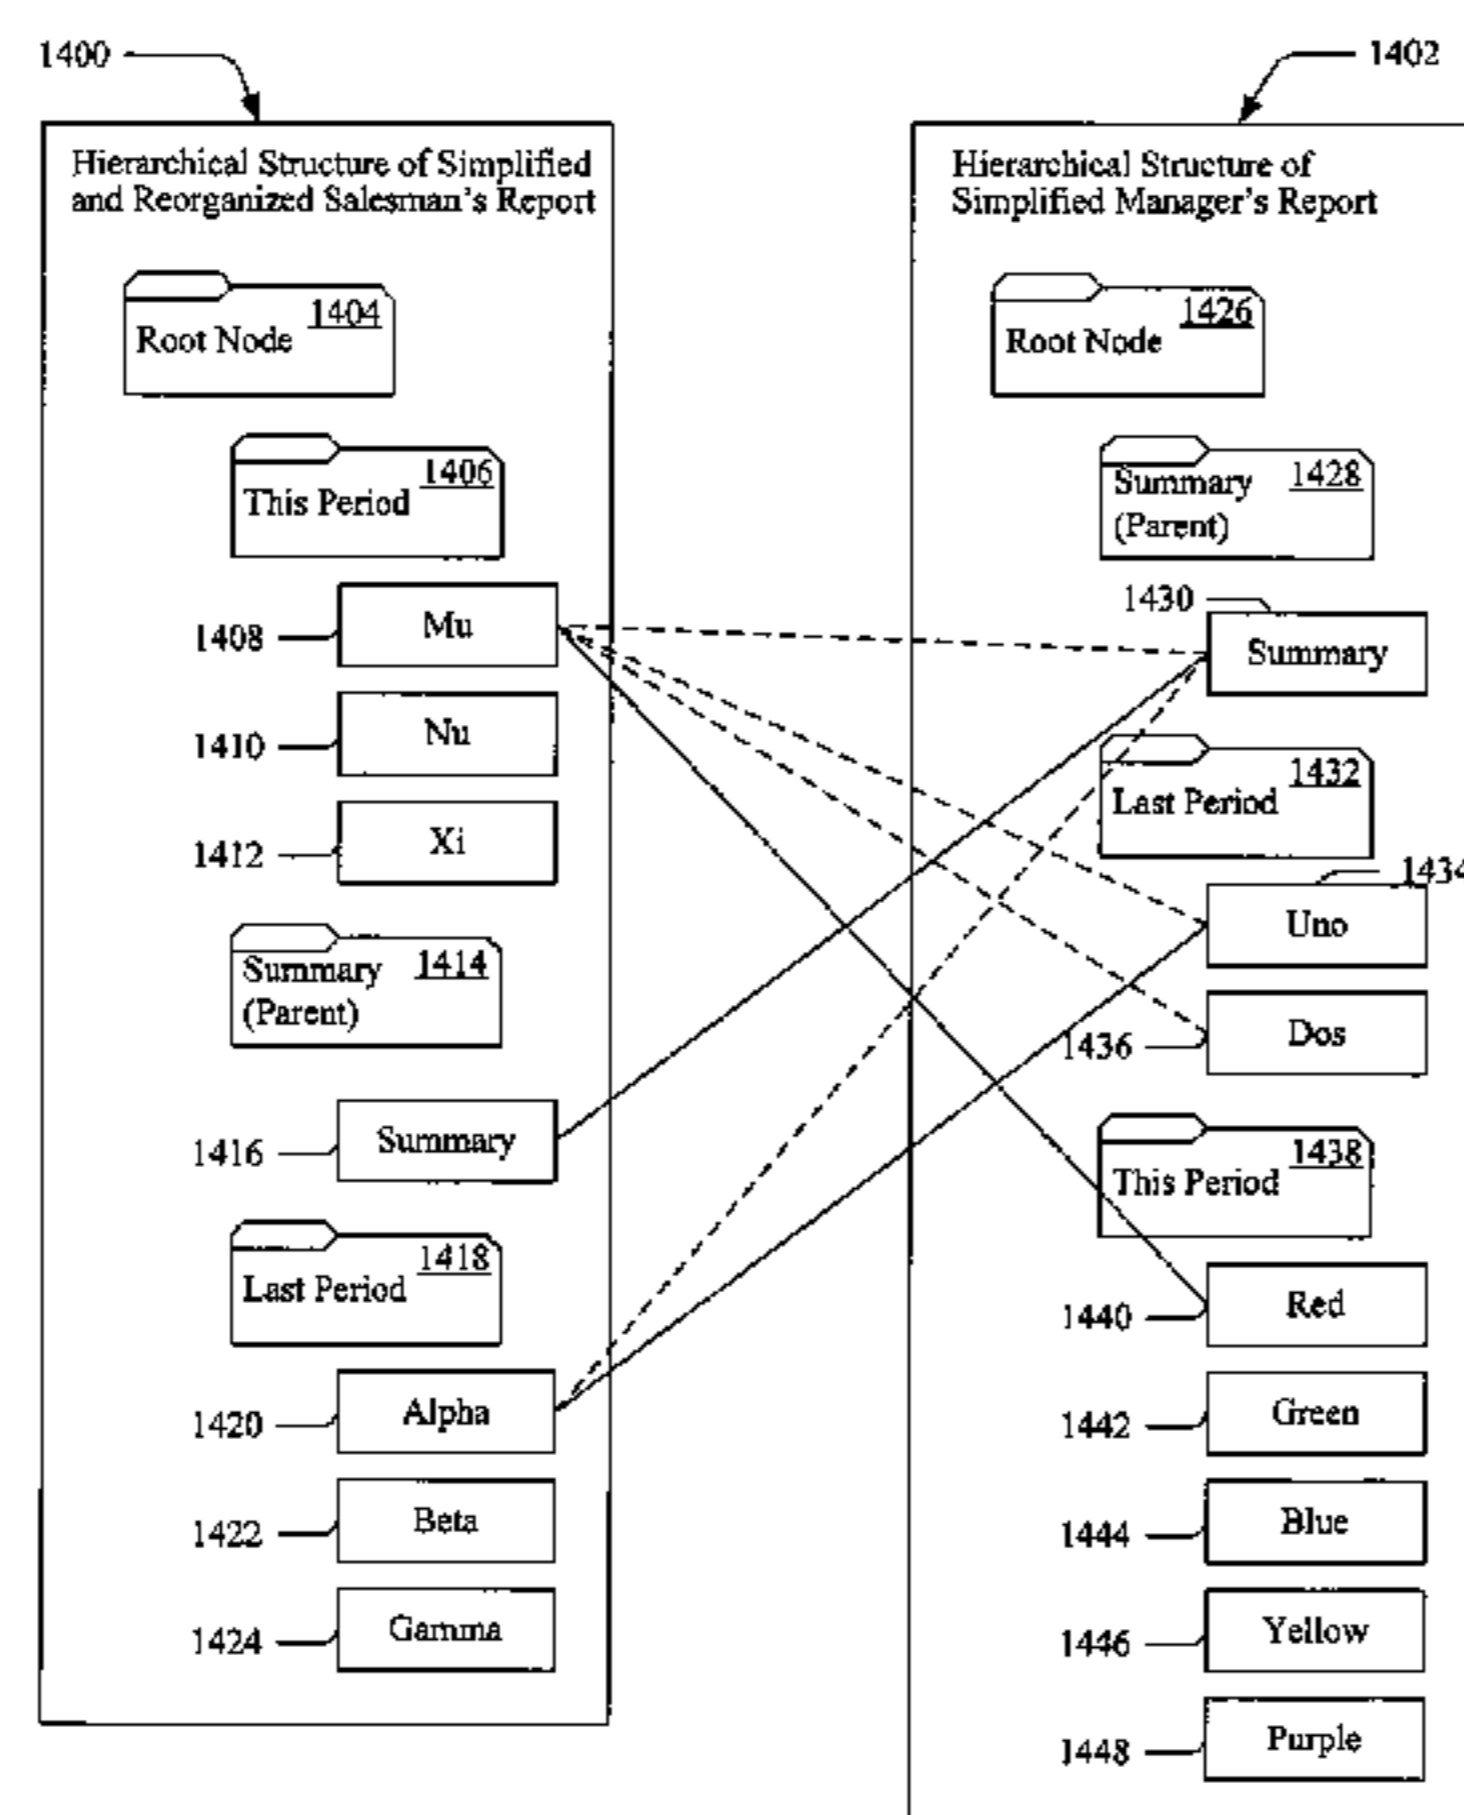 1400
1402
Hierarchical Structure of Simplified
and Reorganized Salesman's Report
1404
Root Node
1406
This Period
1408
Mu
1410
Nu
1412
Xi
1414
Summary
(Parent)
1416
Summary
1418
Last Period
1420
Alpha
1422
Beta
1424
Gamma
Hierarchical Structure of
Simplified Manager's Report
1426
Root Node
1428
Summary
(Parent)
1430
Summary
1432
Last Period
1434
Uno
1436
Dos
1438
This Period
1440
Red
1442
Green
1444
Blue
1446
Yellow
1448
Purple